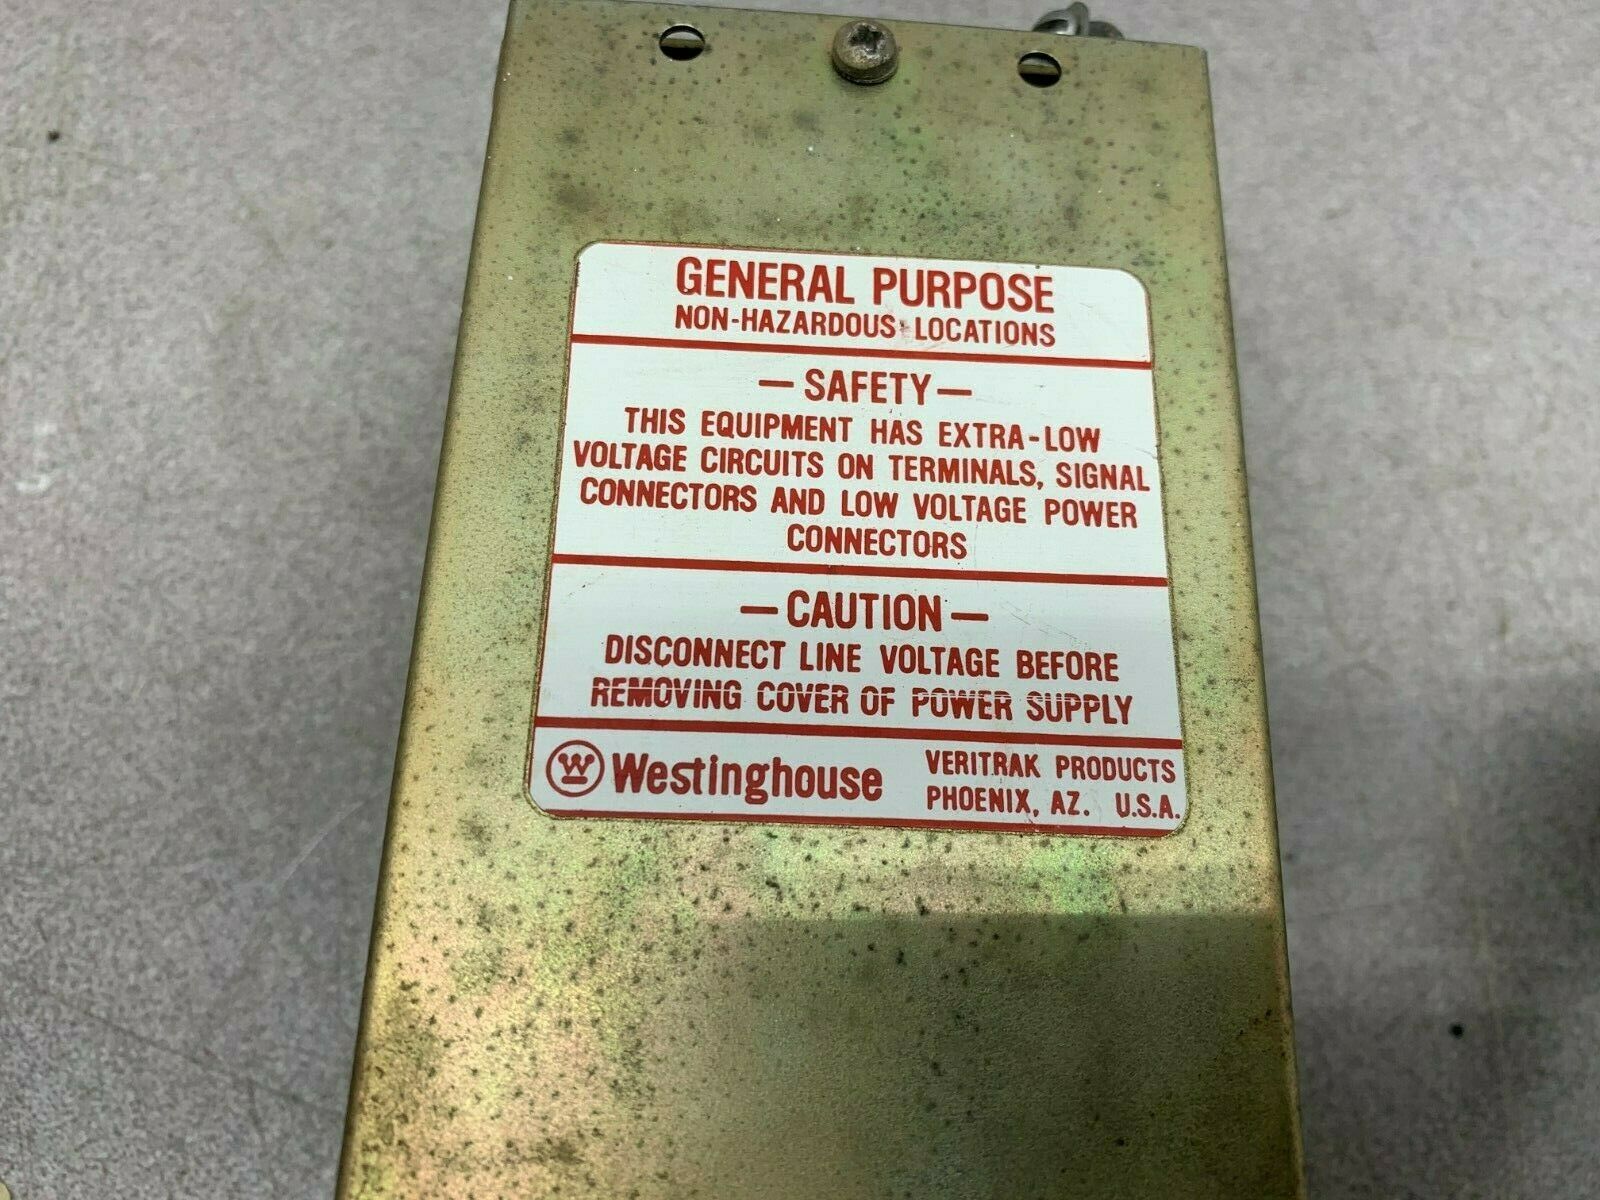 GENERAL PURPOSE
NON-HAZARDOUS LOCATIONS
— SAFETY —
THIS EQUIPMENT HAS EXTRA-LOW
VOLTAGE CIRCUITS ON TERMINALS, SIGNAL
CONNECTORS AND LOW VOLTAGE POWER
CONNECTORS
— CAUTION —
DISCONNECT LINE VOLTAGE BEFORE
REMOVING COVER OF POWER SUPPLY
W Westinghouse
VERITRAK PRODUCTS
PHOENIX, AZ. U.S.A.